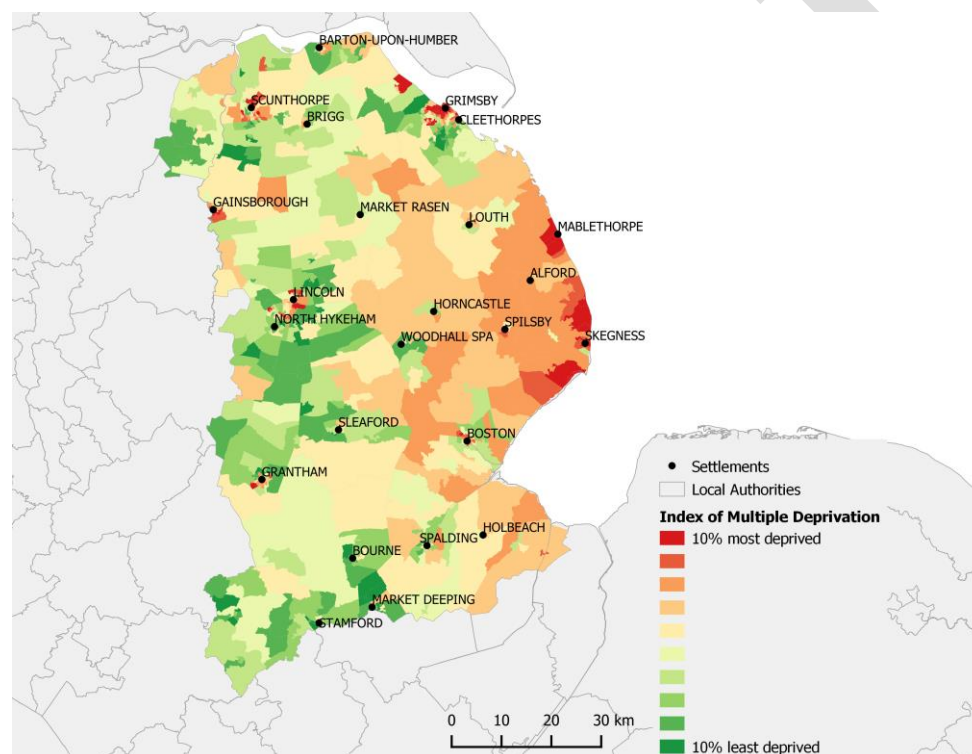 BARTON-UPON-HUMBER
SCUNTHORPE
GRIMSBY
BRIGG
CLEETHORPES
GAINSBOROUGH
MARKET RASEN
LOUTH
MABLETHORPE
ALFORD
LINCOLN
HORNCASTLE
NORTH HYKEHAM
SPILSBY
WOODHALL SPA
SKEGNESS
SLEAFORD
BOSTON
GRANTHAM
HOLBEACH
SPALDING
BOURNE
MARKET DEEPING
STAMFORD
Settlements
Local Authorities
Index of Multiple Deprivation
10% most deprived
10% least deprived
0 10 20 30 km